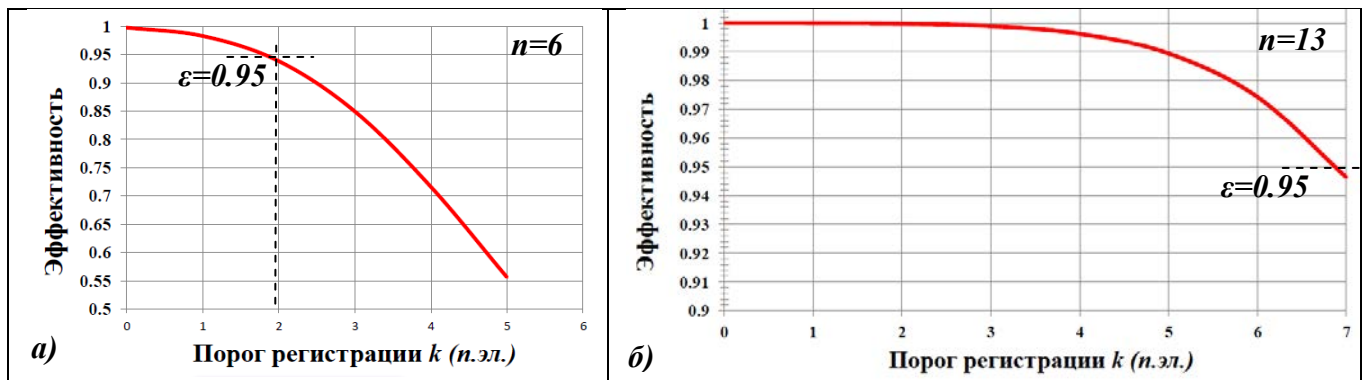 Эффективность
1
0.95
0.9
0.85
0.8
0.75
0.7
0.65
0.6
0.55
0.5
n=6
ε=0.95
0 1 2 3 4 5 6
а)
Порог регистрации k (п.эл.)
Эффективность
1
0.99
0.98
0.97
0.96
0.95
0.94
0.93
0.92
0.91
0.9
n=13
ε=0.95
0 1 2 3 4 5 6 7
б)
Порог регистрации k (п.эл.)